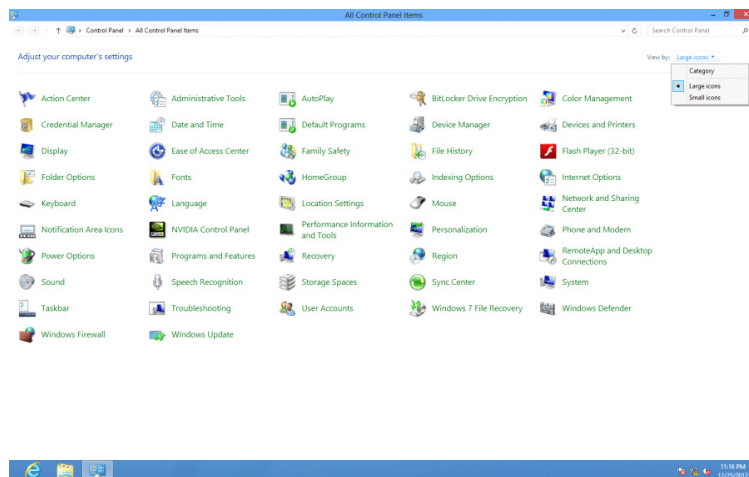 All Control Panel Items
Control Panel All Control Panel Items Search Control Panel
Adjust your computer's settings View by: Large icons
Category
Large icons
Small icons
Action Center Administrative Tools AutoPlay BitLocker Drive Encryption Color Management
Credential Manager Date and Time Default Programs Device Manager Devices and Printers
Display Ease of Access Center Family Safety File History Flash Player (32-bit)
Folder Options Fonts HomeGroup Indexing Options Internet Options
Keyboard Language Location Settings Mouse Network and Sharing
Center
Notification Area Icons NVIDIA Control Panel Performance Information
and Tools Personalization Phone and Modem
Power Options Programs and Features Recovery Region RemoteApp and Desktop
Connections
Sound Speech Recognition Storage Spaces Sync Center System
Taskbar Troubleshooting User Accounts Windows 7 File Recovery Windows Defender
Windows Firewall Windows Update
11:16 PM